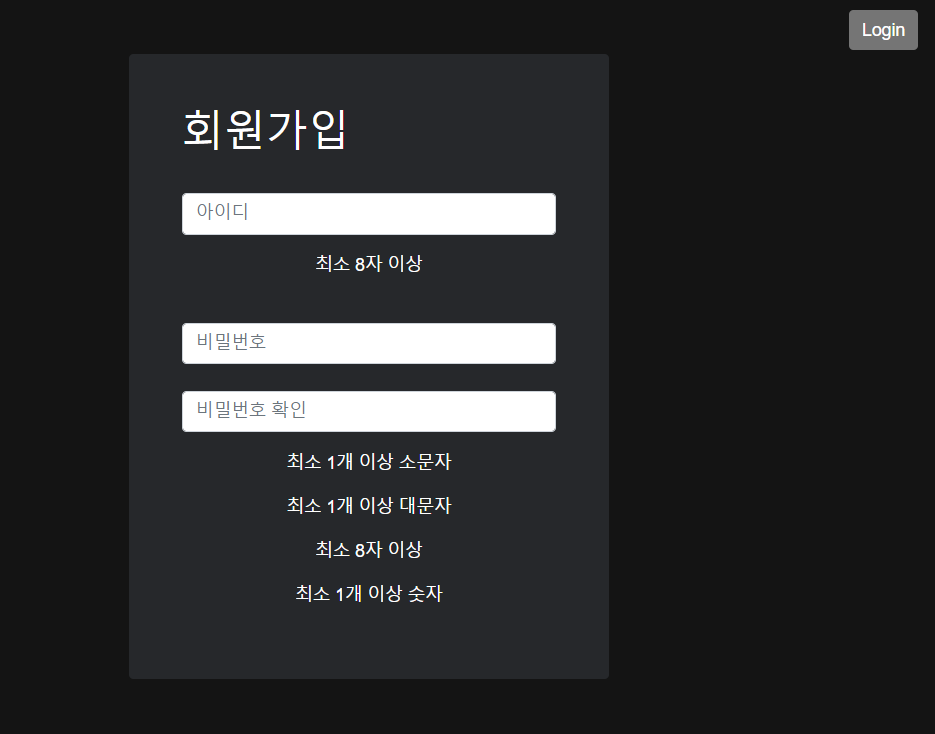 Login
회원가입
아이디
최소 8자 이상
비밀번호
비밀번호 확인
최소 1개 이상 소문자
최소 1개 이상 대문자
최소 8자 이상
최소 1개 이상 숫자